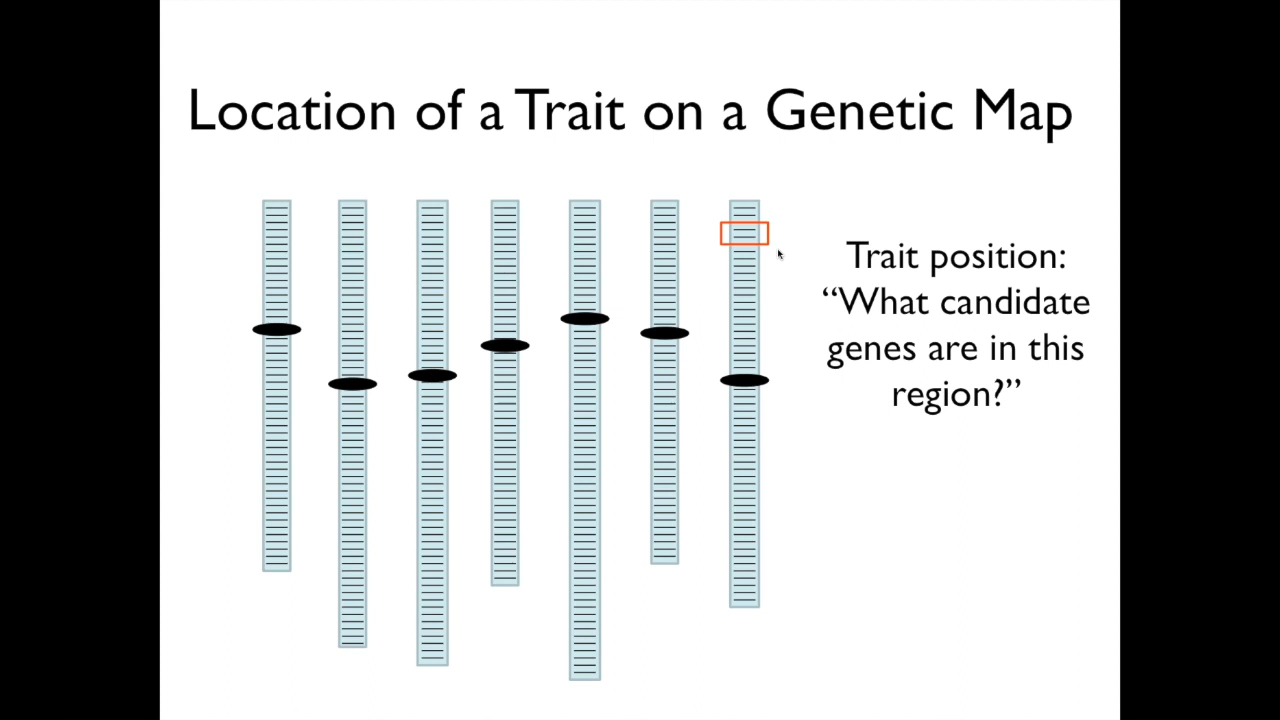 Location of a Trait on a Genetic Map
Trait position:
“What candidate
genes are in this
region?”